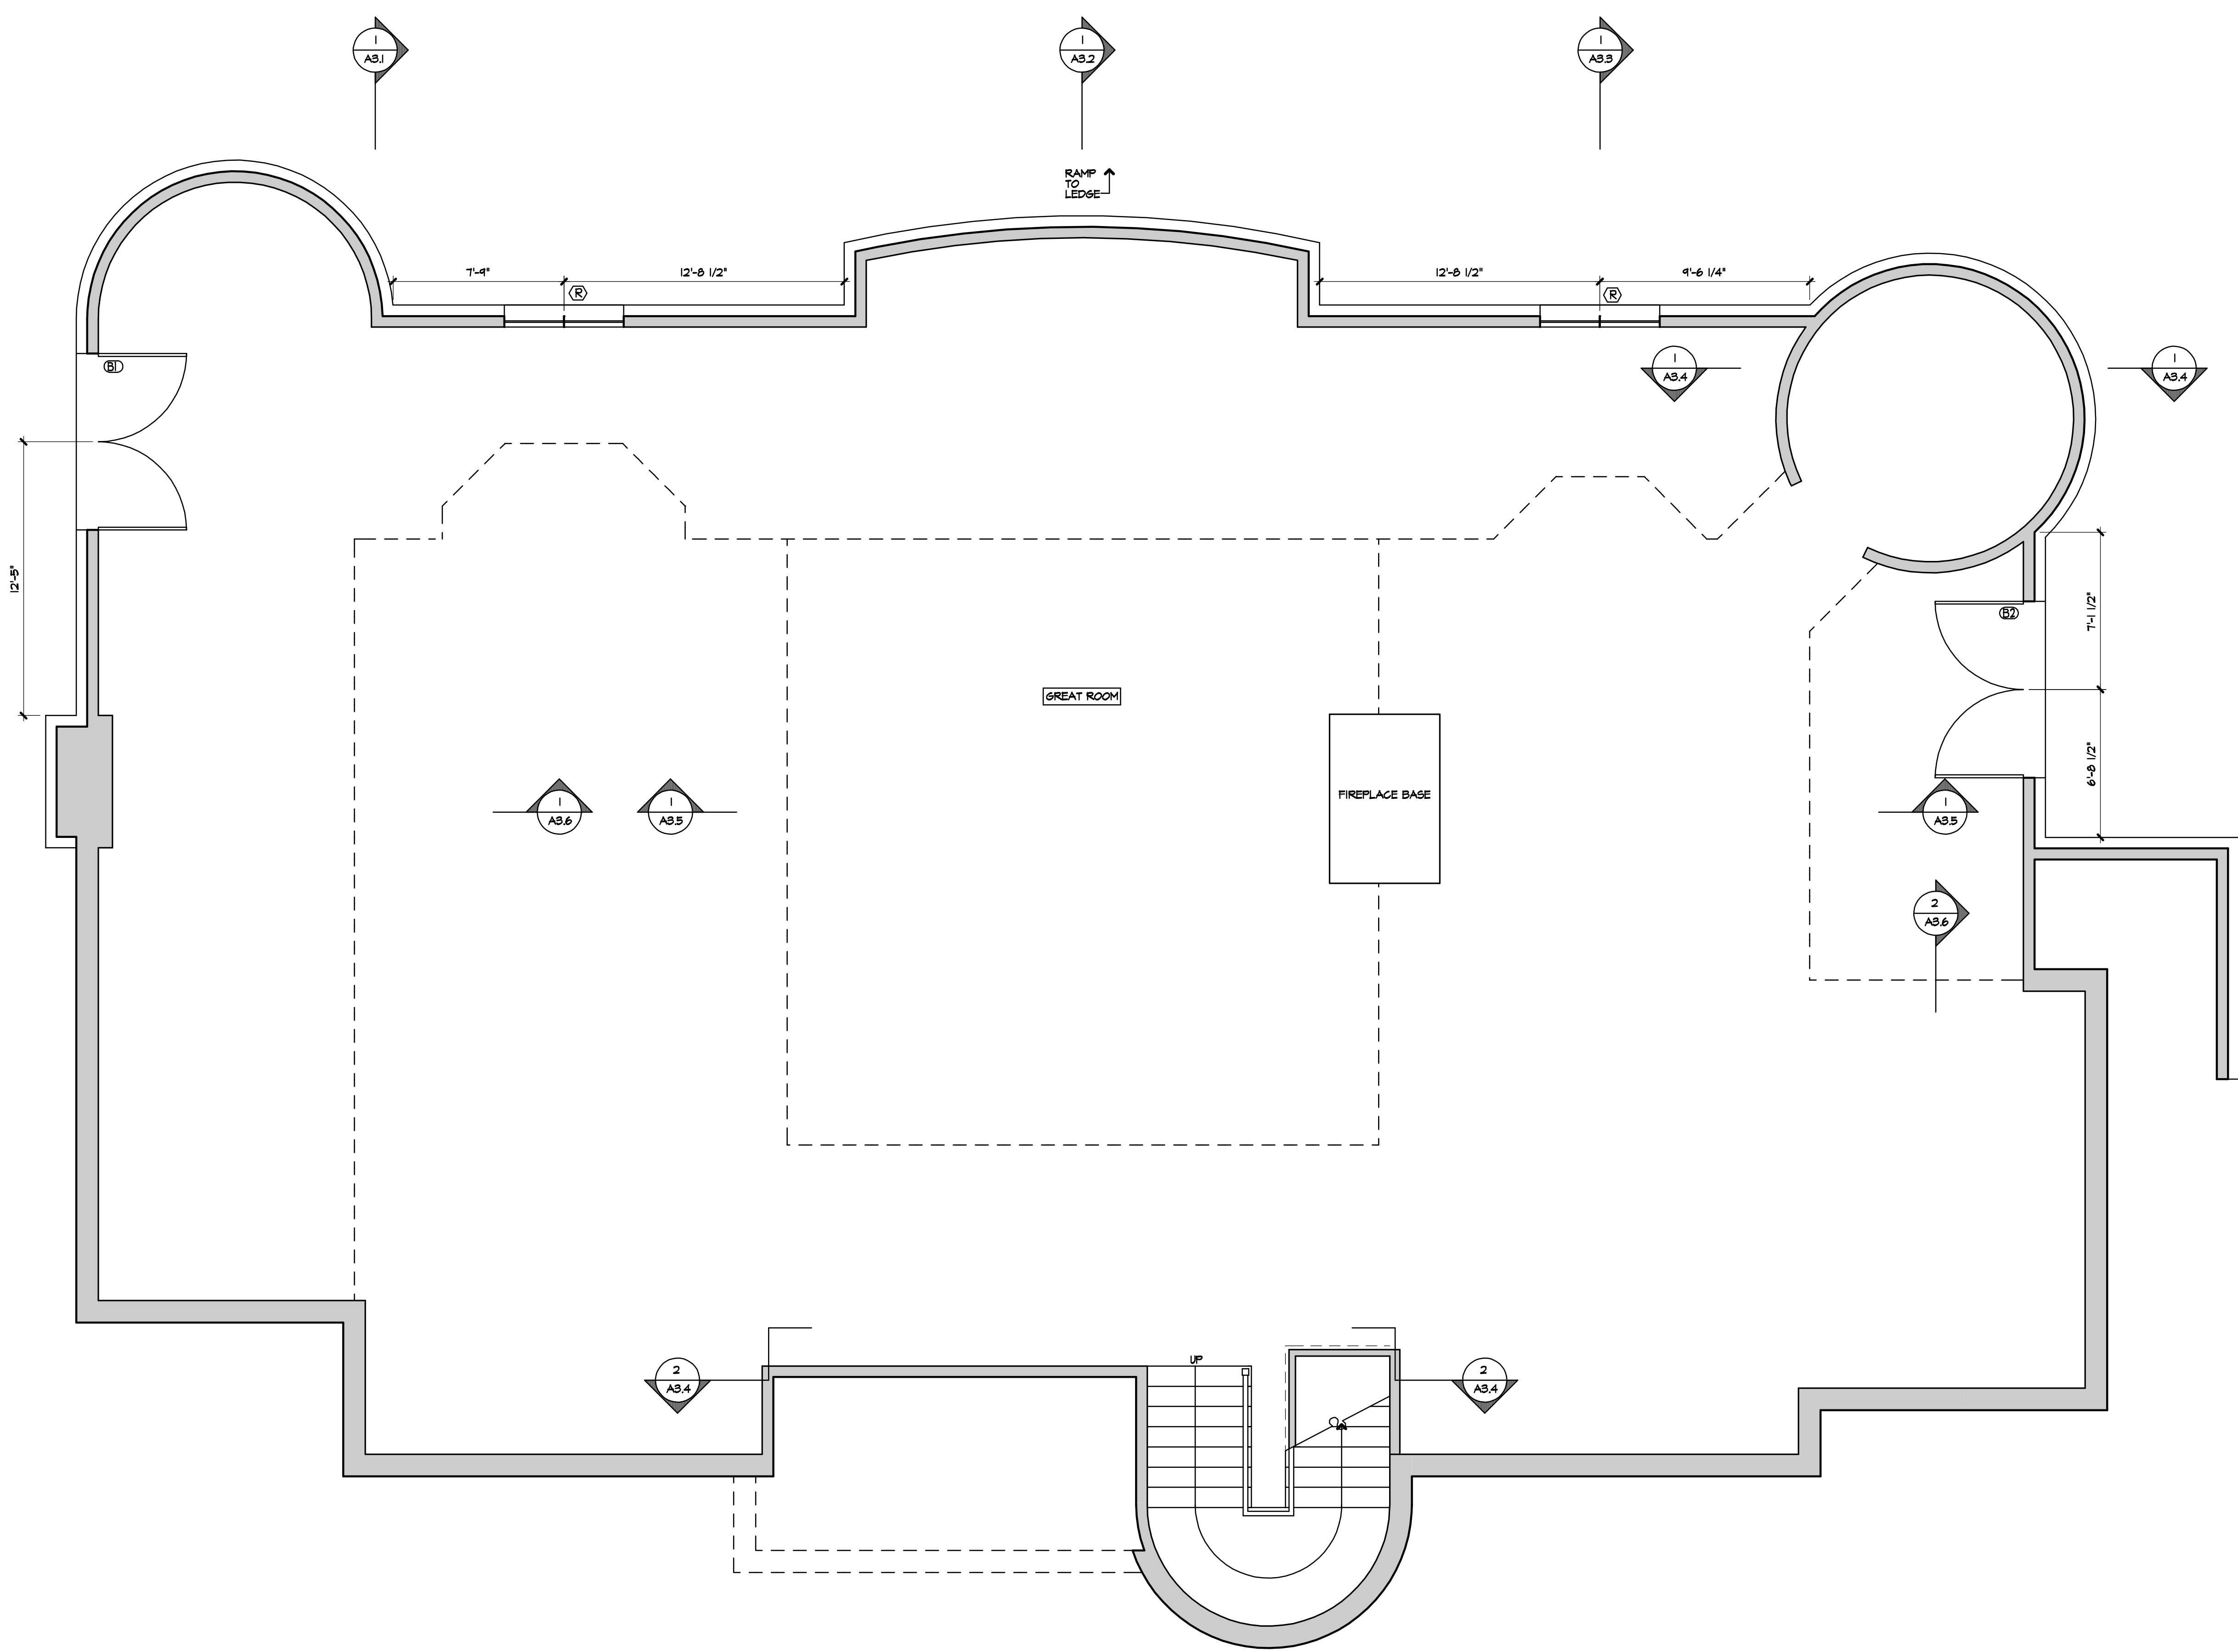 1
A3.1
1
A3.2
1
A3.3
RAMP
TO
LEDGE
7'-9"
12'-8 1/2"
12'-8 1/2"
9'-6 1/4"
R
R
1
A3.4
1
A3.4
B1
12'-5"
7'-1 1/2"
B2
GREAT ROOM
6'-8 1/2"
FIREPLACE BASE
1
A3.6
1
A3.5
1
A3.5
2
A3.6
UP
2
A3.4
2
A3.4